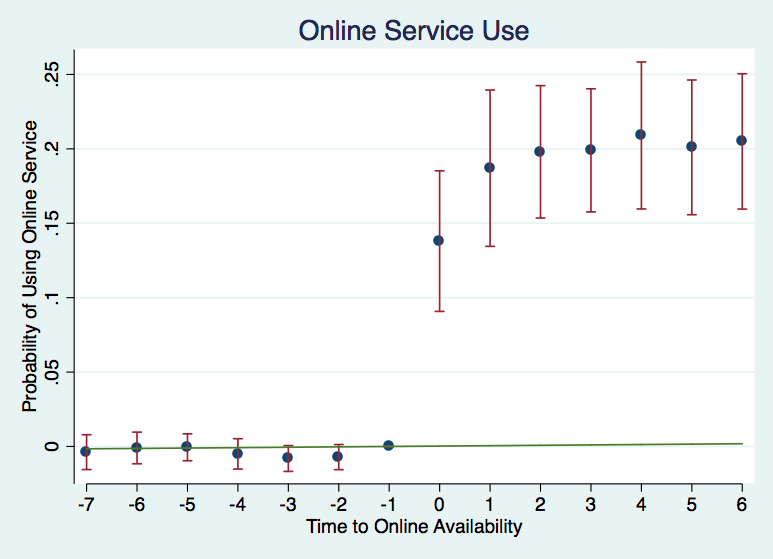 Online Service Use
Probability of Using Online Service
.25
.2
.15
.1
.05
0
-7 -6 -5 -4 -3 -2 -1 0 1 2 3 4 5 6
Time to Online Availability